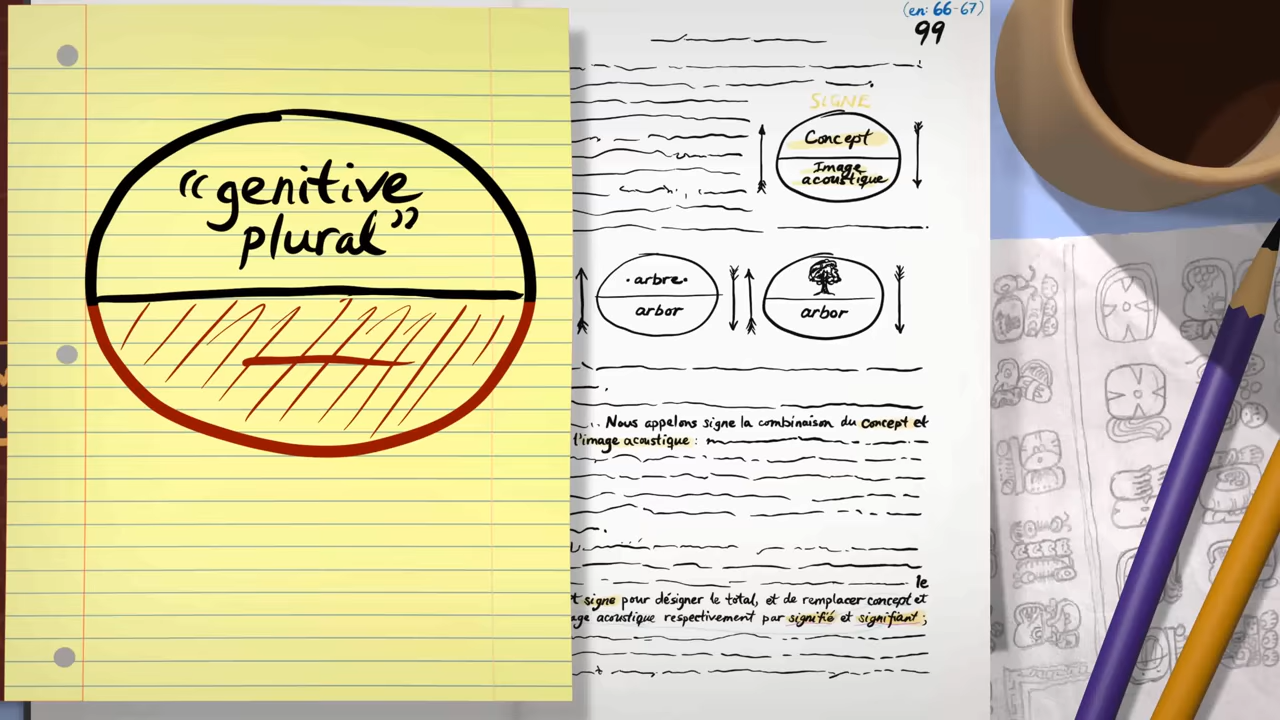 “genitive
plural”
(en: 66-67)
99
SIGNE
Concept
Image
acoustique
• arbre •
arbor
arbor
... Nous appelons signe la combinaison du concept et
l'image acoustique :
le
signe pour désigner le total, et de remplacer concept et
acoustique respectivement par signifié et signifiant ;